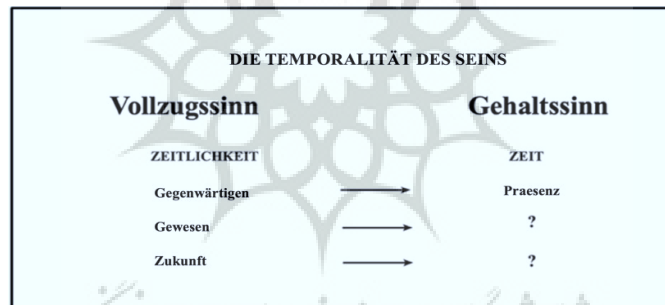 DIE TEMPORALITÄT DES SEINS
Vollzugssinn Gehaltssinn
ZEITLICHKEIT ZEIT
Gegenwärtigen Praesenz
Gewesen ?
Zukunft ?